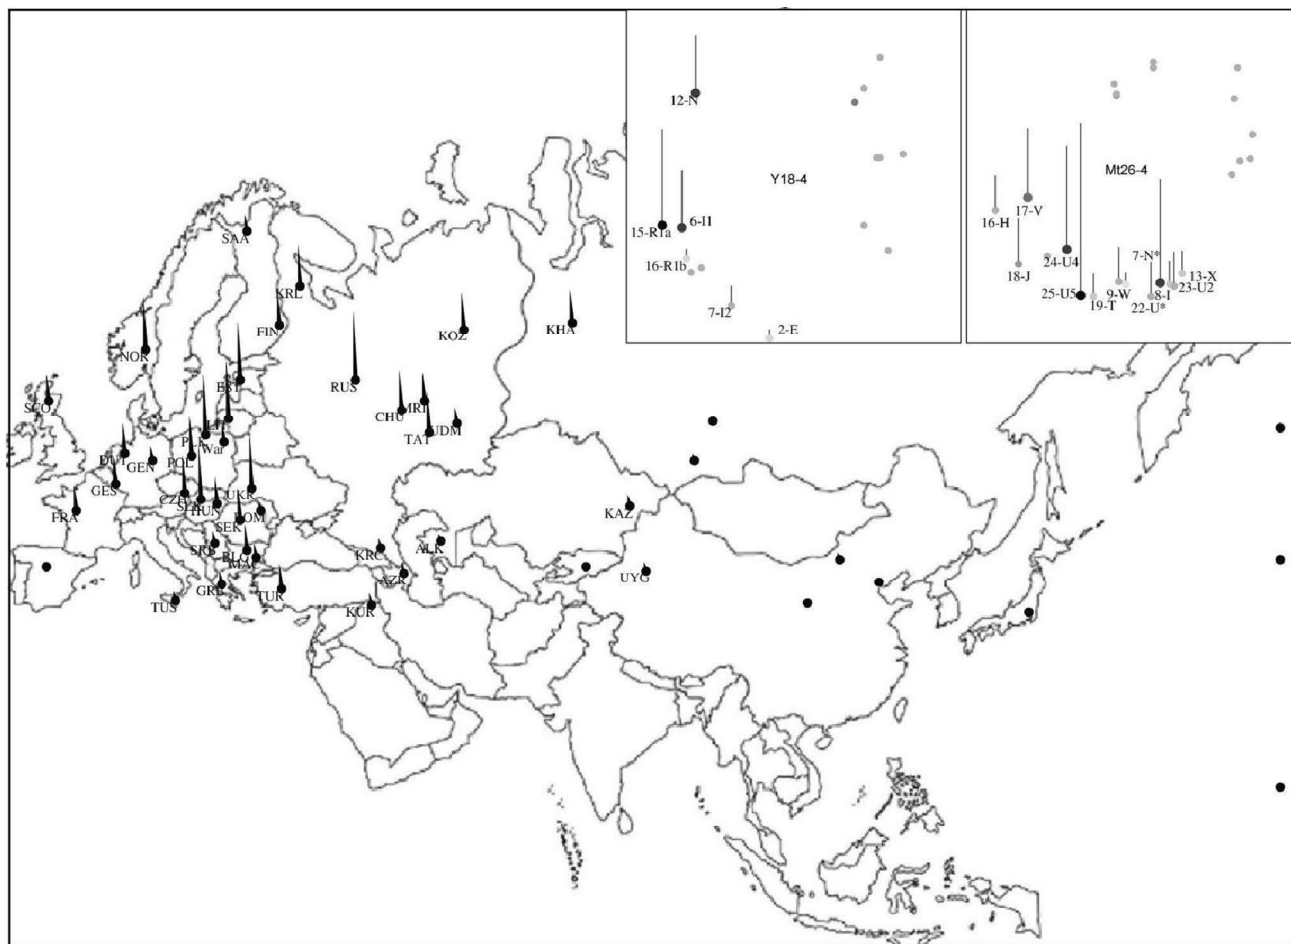 12-N
15-R1a
6-I1
16-R1b
7-I2
2-E
Y18-4
Mt26-4
16-H
17-V
18-J
24-U4
25-U5
19-T
9-W
7-N*
22-U*
8-I
23-U2
13-X
SAA
KRL
FIN
KOZ
KHA
NOR
EST
RUS
SCO
CHU
MRI
TAT
UDM
War
DUT
GEN
POL
GES
CZE
UKR
HUN
FRA
KAZ
SRB
BLG
KRC
ALK
AZR
UYG
TUS
GRE
TUR
KUR